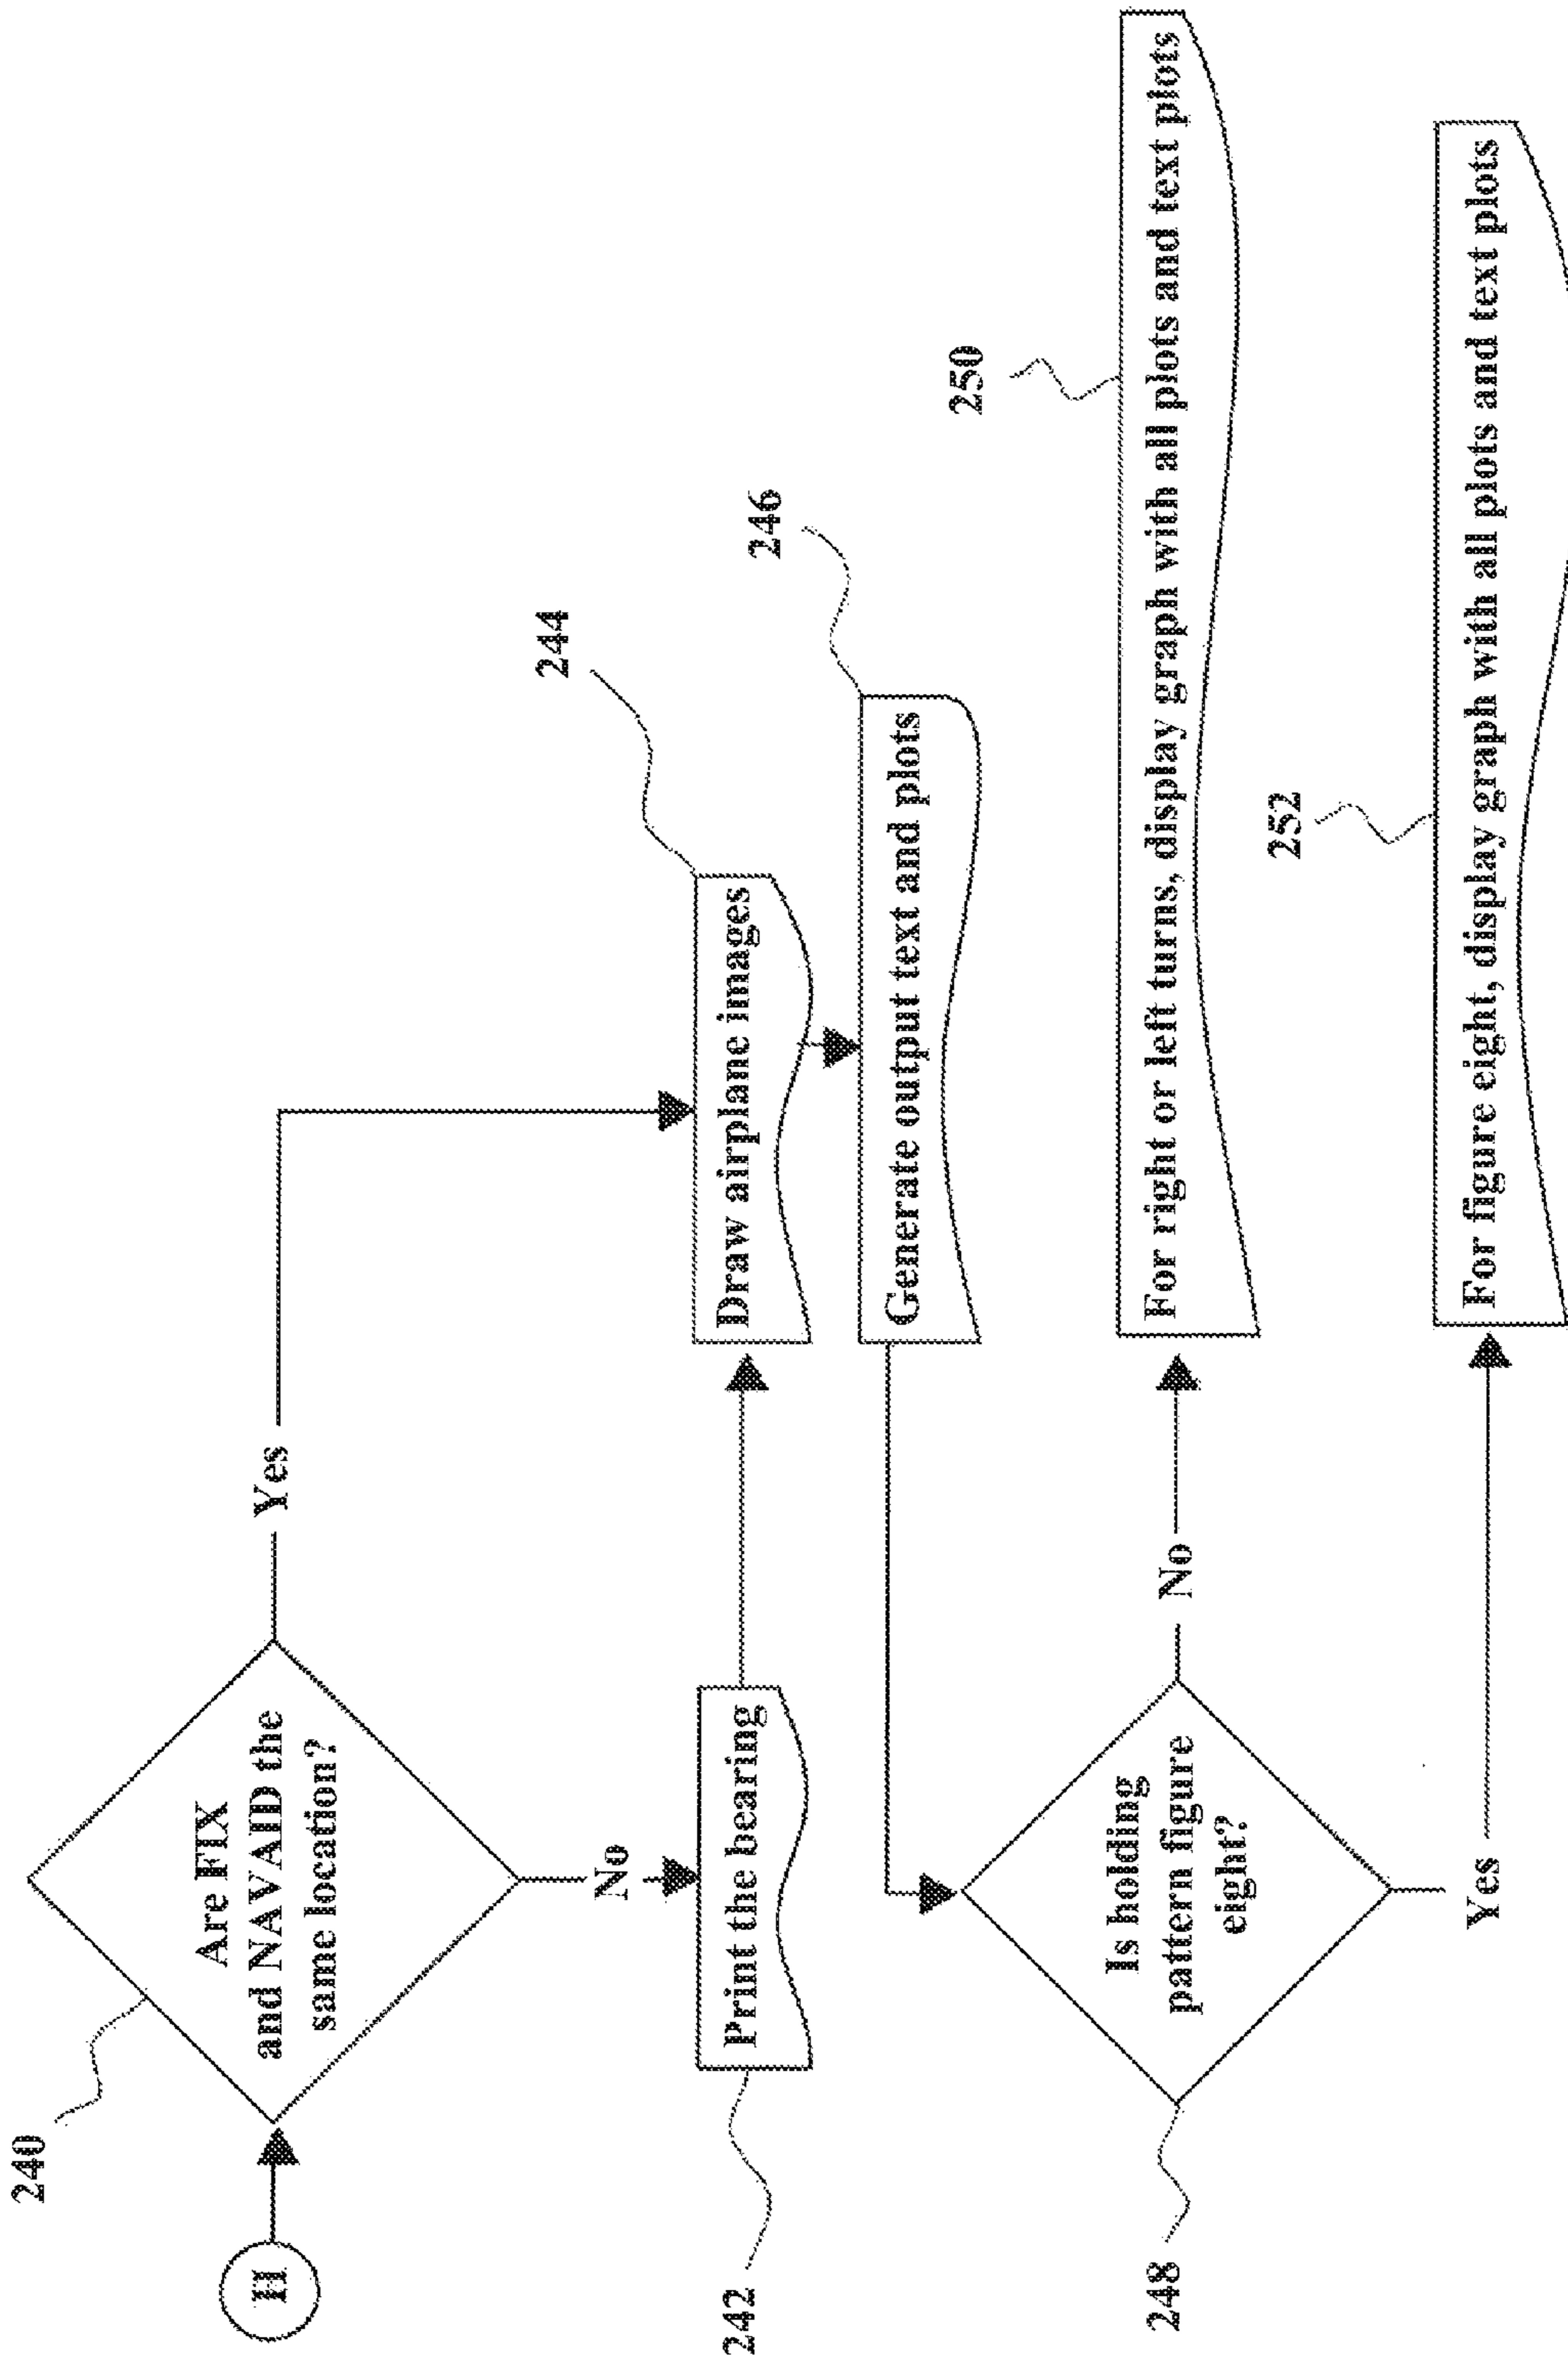 240
H
Are FIX
and NAVAID the
same location?
Yes
No
242
Print the bearing
244
Draw airplane images
246
Generate output text and plots
248
Is holding
pattern figure
eight?
No
250
For right or left turns, display graph with all plots and text plots
Yes
252
For figure eight, display graph with all plots and text plots